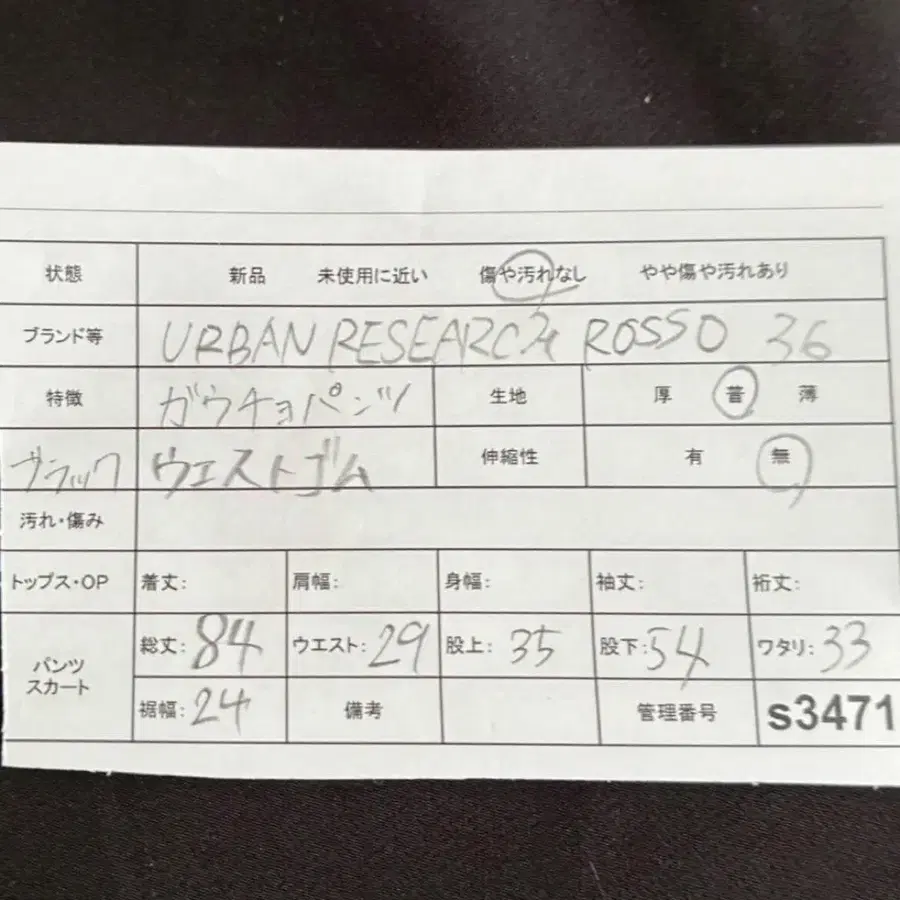 状態 新品 未使用に近い 傷や汚れなし やや傷や汚れあり
ブランド等 URBAN RESEARCH ROSSO 36
特徴 ガウチョパンツ 生地 厚 普 薄
ブラック ウエストゴム 伸縮性 有 無
汚れ・傷み
トップス・OP 着丈: 肩幅: 身幅: 袖丈: 裄丈:
パンツ スカート 総丈: 84 ウエスト: 29 股上: 35 股下: 54 ワタリ: 33
裾幅: 24 備考 管理番号 s3471